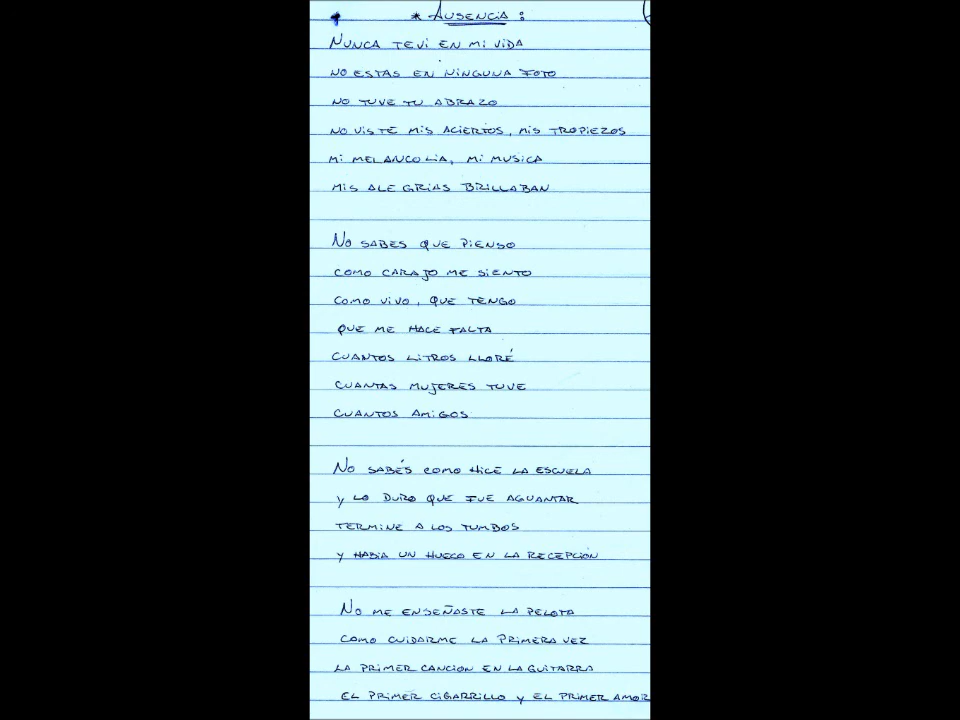 * AUSENCIA :
NUNCA TE VI EN MI VIDA
NO ESTAS EN NINGUNA FOTO
NO TUVE TU ABRAZO
NO VISTE MIS ACIERTOS, MIS TROPIEZOS
MI MELANCOLIA, MI MUSICA
MIS ALEGRIAS BRILLABAN
NO SABES QUE PIENSO
COMO CARAJO ME SIENTO
COMO VIVO, QUE TENGO
QUE ME HACE FALTA
CUANTOS LITROS LLORÉ
CUANTAS MUJERES TUVE
CUANTOS AMIGOS
NO SABÉS COMO HICE LA ESCUELA
Y LO DURO QUE FUE AGUANTAR
TERMINE A LOS TUMBOS
Y HABIA UN HUECO EN LA RECEPCIÓN
NO ME ENSEÑASTE LA PELOTA
COMO CUIDARME LA PRIMERA VEZ
LA PRIMER CANCION EN LA GUITARRA
EL PRIMER CIGARRILLO Y EL PRIMER AMOR